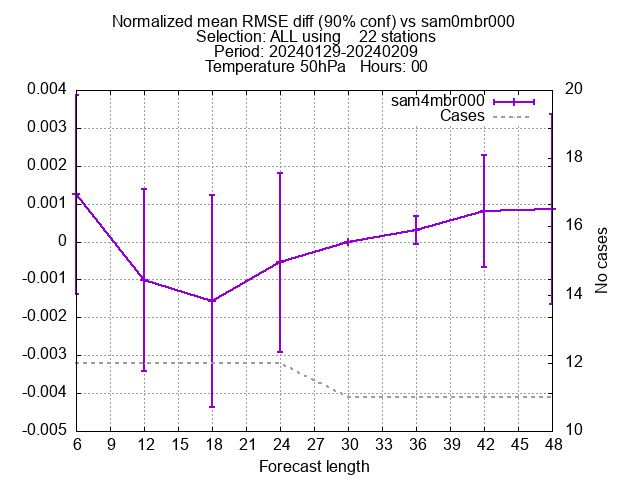 Normalized mean RMSE diff (90% conf) vs sam0mbr000
Selection: ALL using    22 stations
Period: 20240129-20240209
Temperature 50hPa   Hours: 00
sam4mbr000
Cases
0.004
0.003
0.002
0.001
0
-0.001
-0.002
-0.003
-0.004
-0.005
20
18
16
14
12
10
No cases
6 9 12 15 18 21 24 27 30 33 36 39 42 45 48
Forecast length